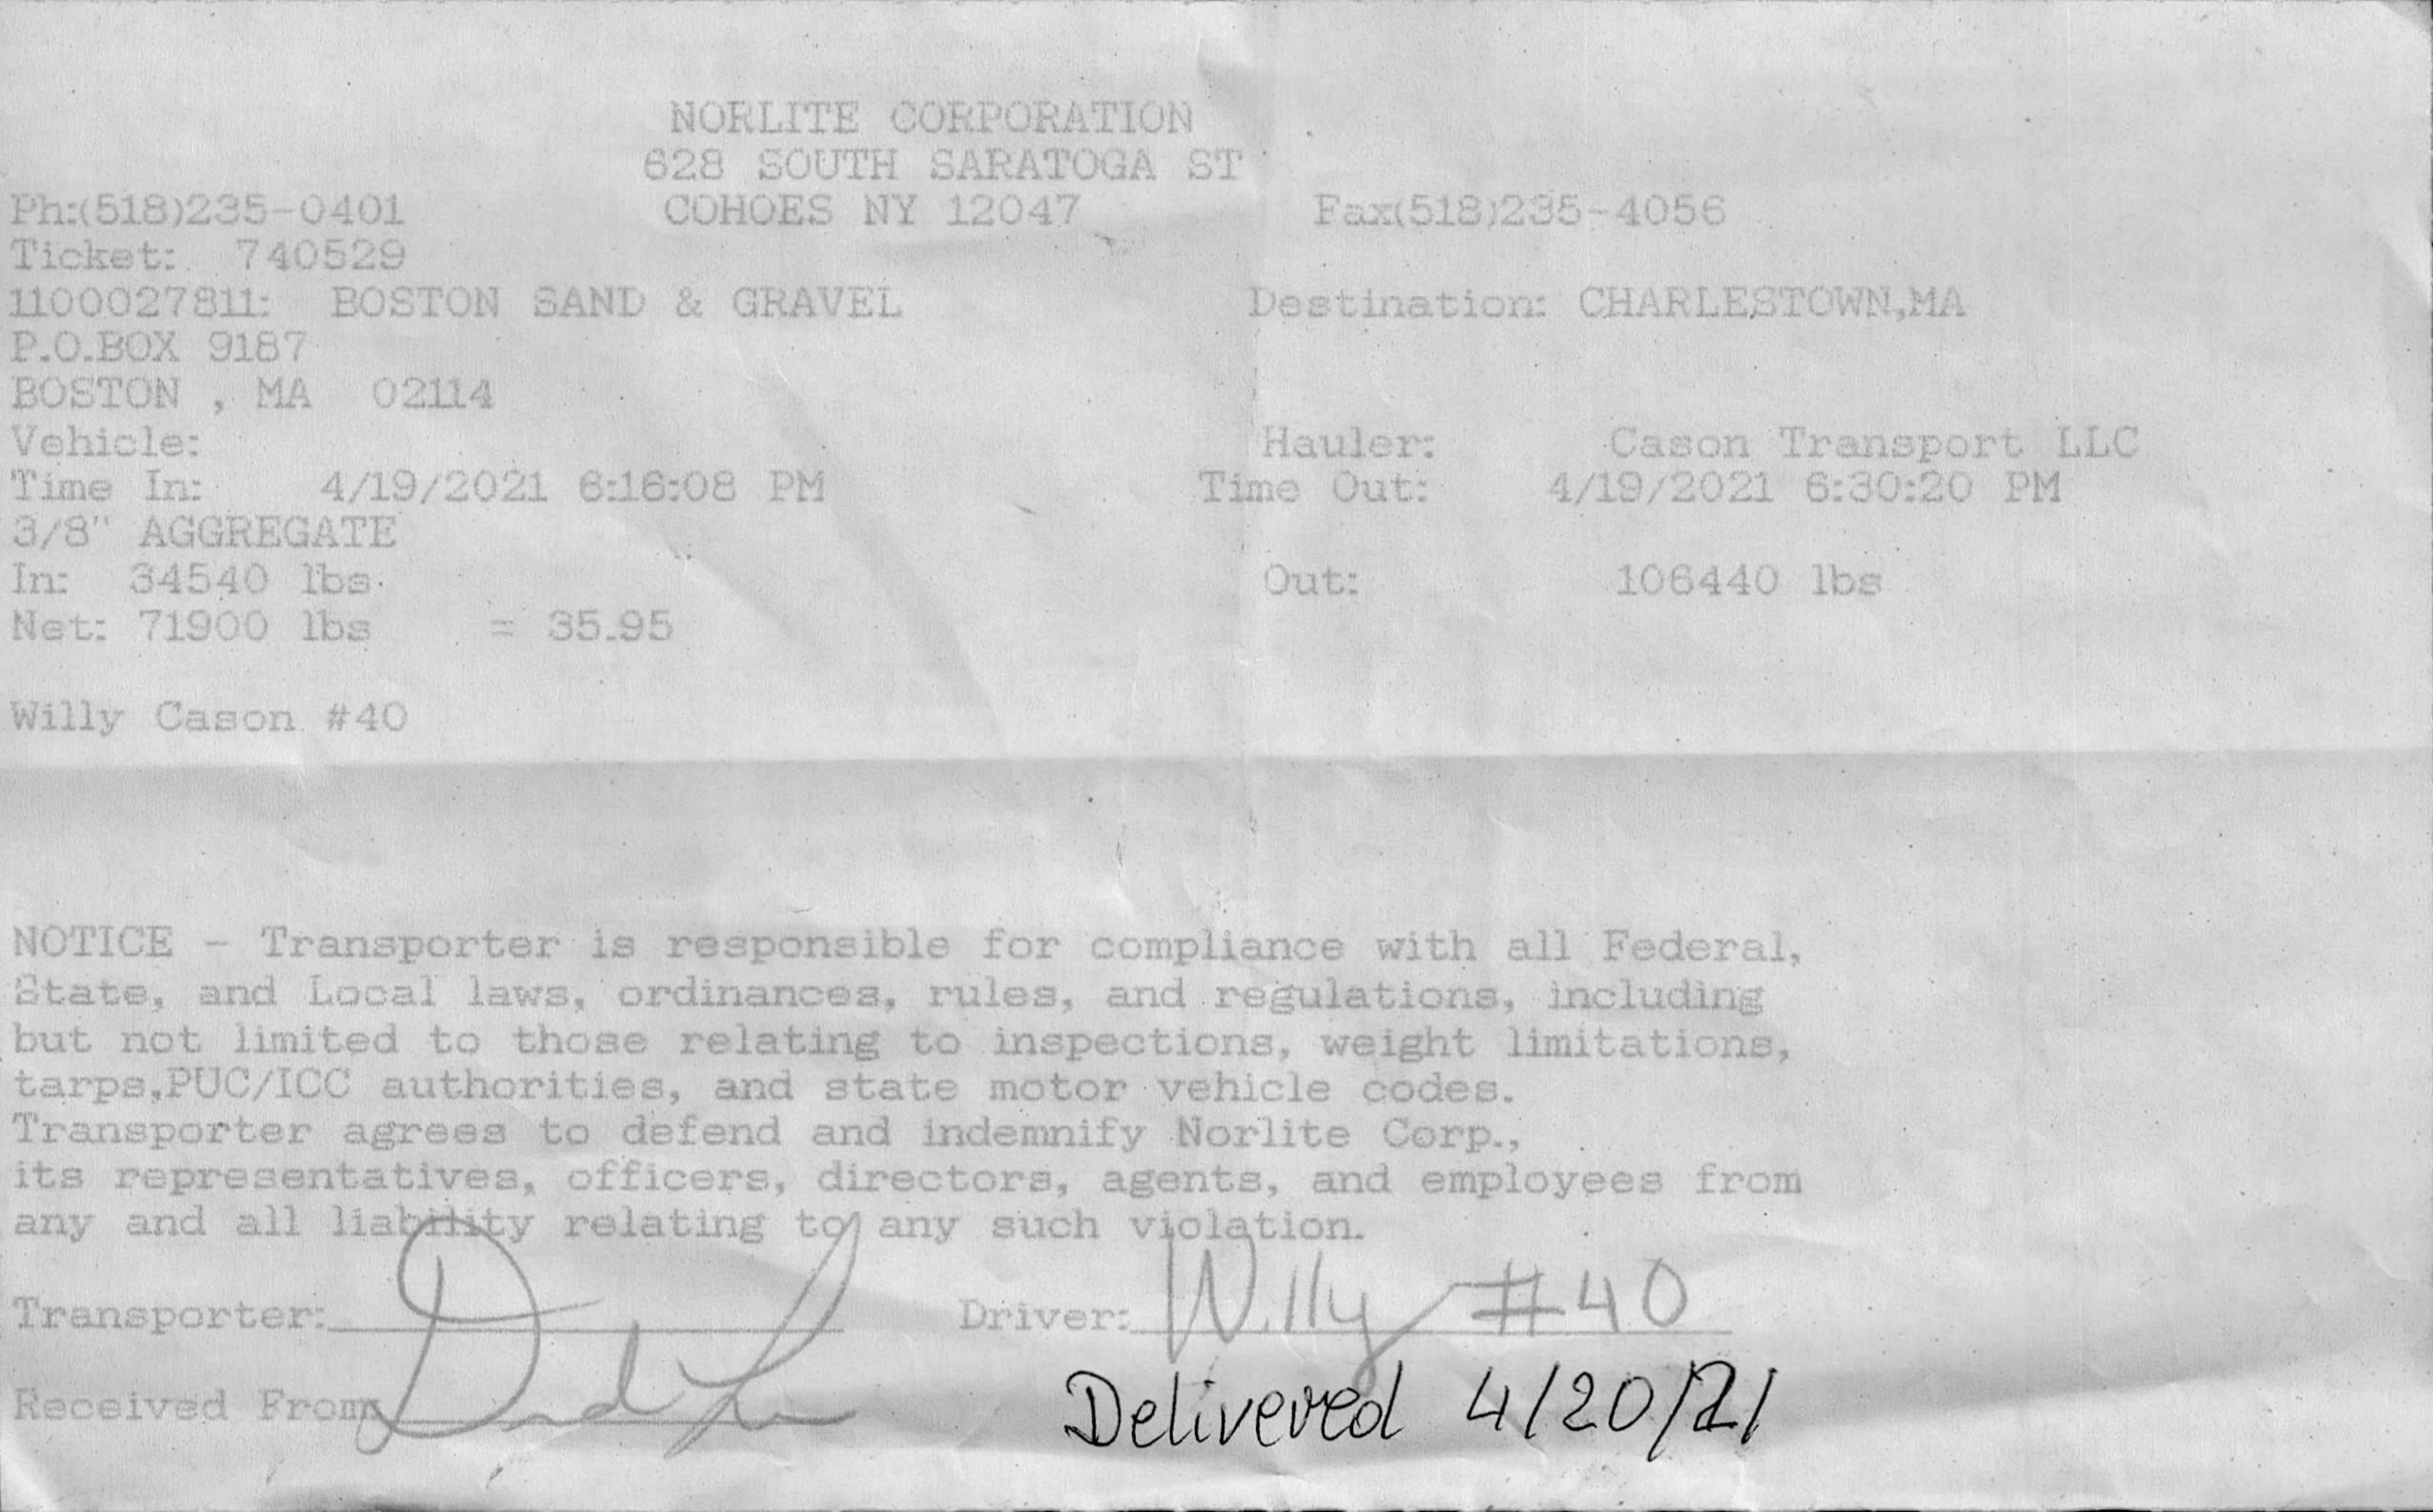 NORLITE CORPORATION
628 SOUTH SARATOGA ST
Ph:(518)235-0401 COHOES NY 12047 Fax(518)235-4056
Ticket: 740529
1100027811: BOSTON SAND & GRAVEL Destination: CHARLESTOWN,MA
P.O.BOX 9187
BOSTON , MA 02114
Vehicle: Hauler: Cason Transport LLC
Time In: 4/19/2021 6:16:08 PM Time Out: 4/19/2021 6:30:20 PM
3/8" AGGREGATE
In: 34540 lbs Out: 106440 lbs
Net: 71900 lbs = 35.95
Willy Cason #40
NOTICE - Transporter is responsible for compliance with all Federal,
State, and Local laws, ordinances, rules, and regulations, including
but not limited to those relating to inspections, weight limitations,
tarps,PUC/ICC authorities, and state motor vehicle codes.
Transporter agrees to defend and indemnify Norlite Corp.,
its representatives, officers, directors, agents, and employees from
any and all liability relating to any such violation.
Transporter: Driver: Willy #40
Received From
Delivered 4/20/21